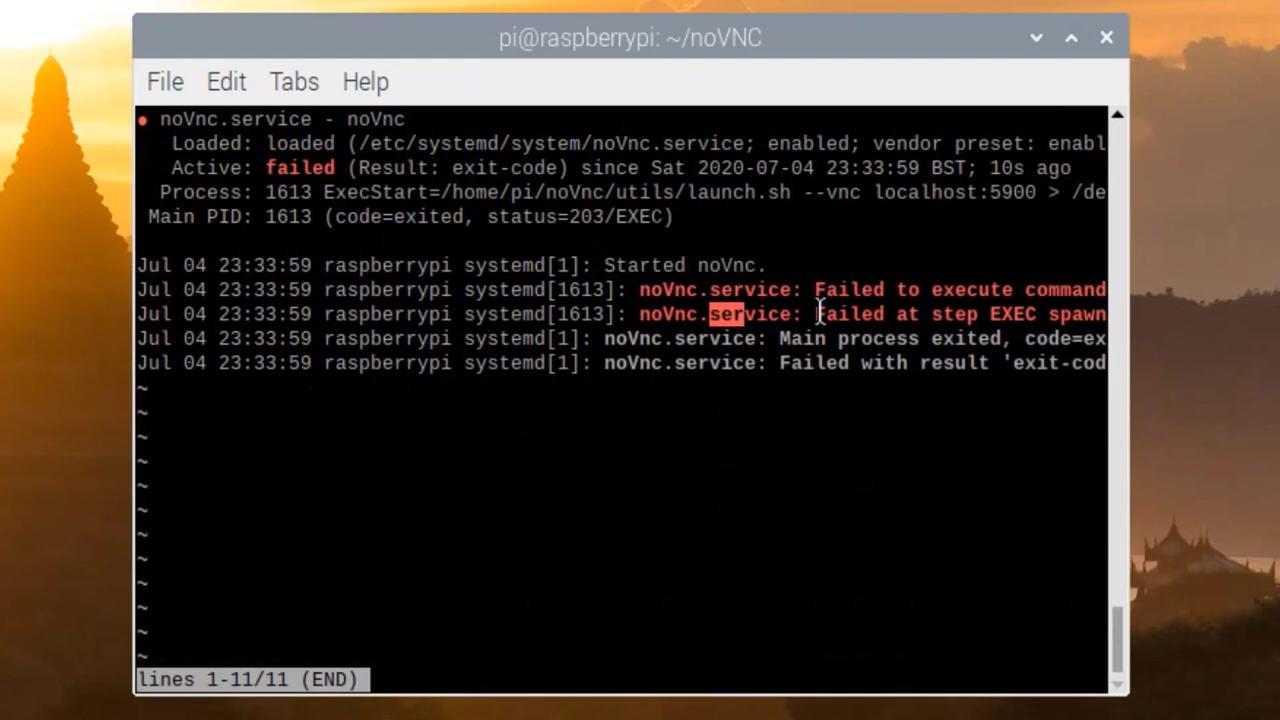 pi@raspberrypi: ~/noVNC
File Edit Tabs Help
● noVnc.service - noVnc
   Loaded: loaded (/etc/systemd/system/noVnc.service; enabled; vendor preset: enabl
   Active: failed (Result: exit-code) since Sat 2020-07-04 23:33:59 BST; 10s ago
  Process: 1613 ExecStart=/home/pi/noVnc/utils/launch.sh --vnc localhost:5900 > /de
 Main PID: 1613 (code=exited, status=203/EXEC)

Jul 04 23:33:59 raspberrypi systemd[1]: Started noVnc.
Jul 04 23:33:59 raspberrypi systemd[1613]: noVnc.service: Failed to execute command
Jul 04 23:33:59 raspberrypi systemd[1613]: noVnc.service: Failed at step EXEC spawn
Jul 04 23:33:59 raspberrypi systemd[1]: noVnc.service: Main process exited, code=ex
Jul 04 23:33:59 raspberrypi systemd[1]: noVnc.service: Failed with result 'exit-cod
~
~
~
~
~
~
~
~
~
~
~
~
lines 1-11/11 (END)